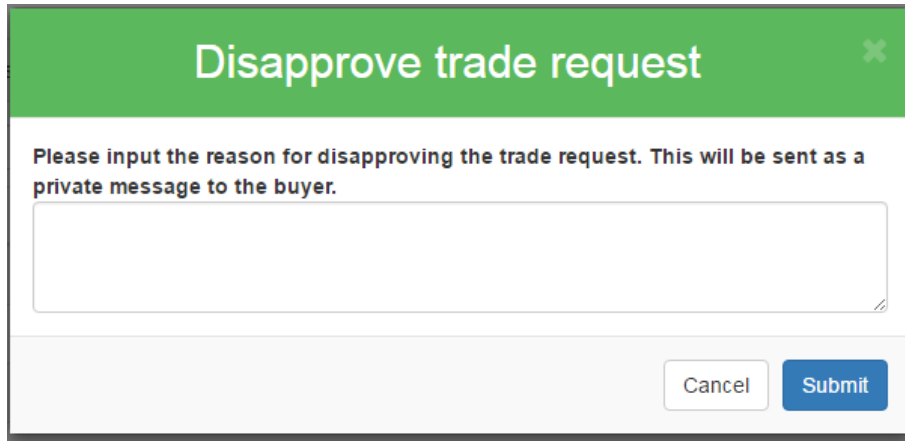 Disapprove trade request
Please input the reason for disapproving the trade request. This will be sent as a
private message to the buyer.
Cancel
Submit